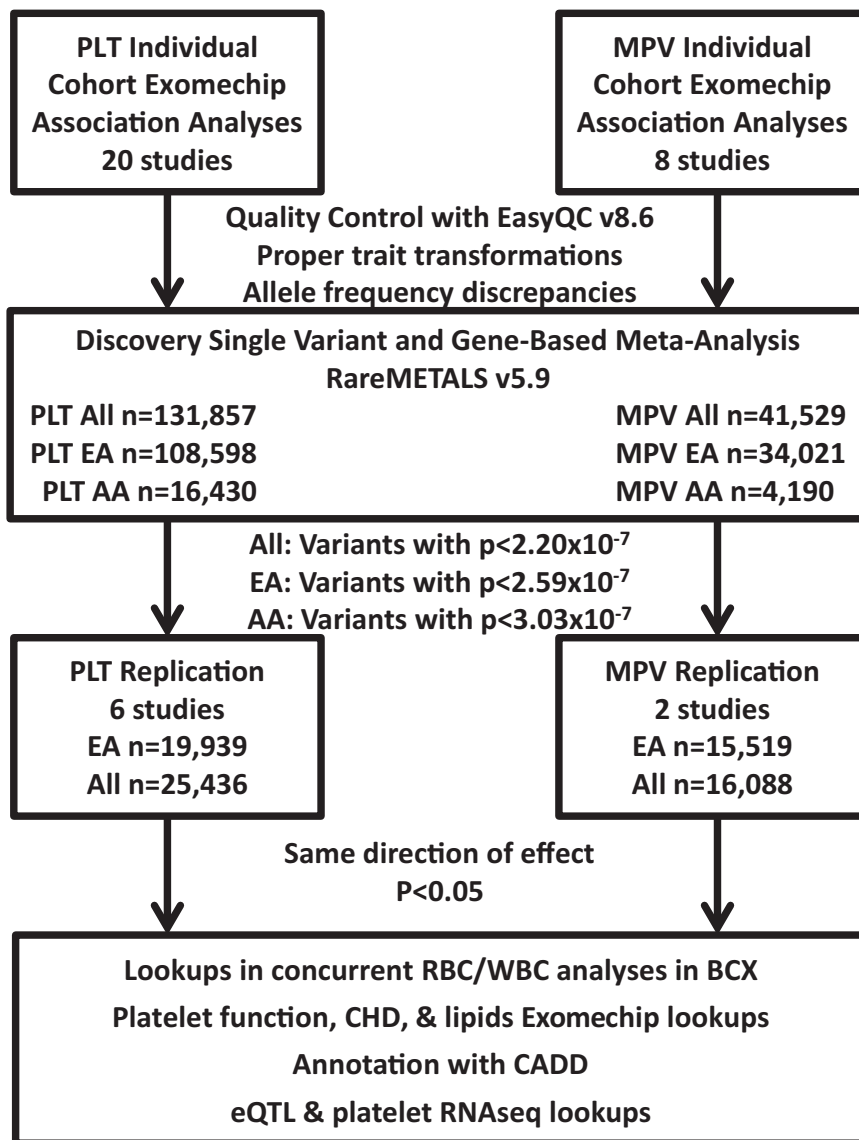 PLT Individual
Cohort Exomechip
Association Analyses
20 studies
MPV Individual
Cohort Exomechip
Association Analyses
8 studies
Quality Control with EasyQC v8.6
Proper trait transformations
Allele frequency discrepancies
Discovery Single Variant and Gene-Based Meta-Analysis
RareMETALS v5.9
PLT All n=131,857
PLT EA n=108,598
PLT AA n=16,430
MPV All n=41,529
MPV EA n=34,021
MPV AA n=4,190
All: Variants with p<2.20x10⁻⁷
EA: Variants with p<2.59x10⁻⁷
AA: Variants with p<3.03x10⁻⁷
PLT Replication
6 studies
EA n=19,939
All n=25,436
MPV Replication
2 studies
EA n=15,519
All n=16,088
Same direction of effect
P<0.05
Lookups in concurrent RBC/WBC analyses in BCX
Platelet function, CHD, & lipids Exomechip lookups
Annotation with CADD
eQTL & platelet RNAseq lookups